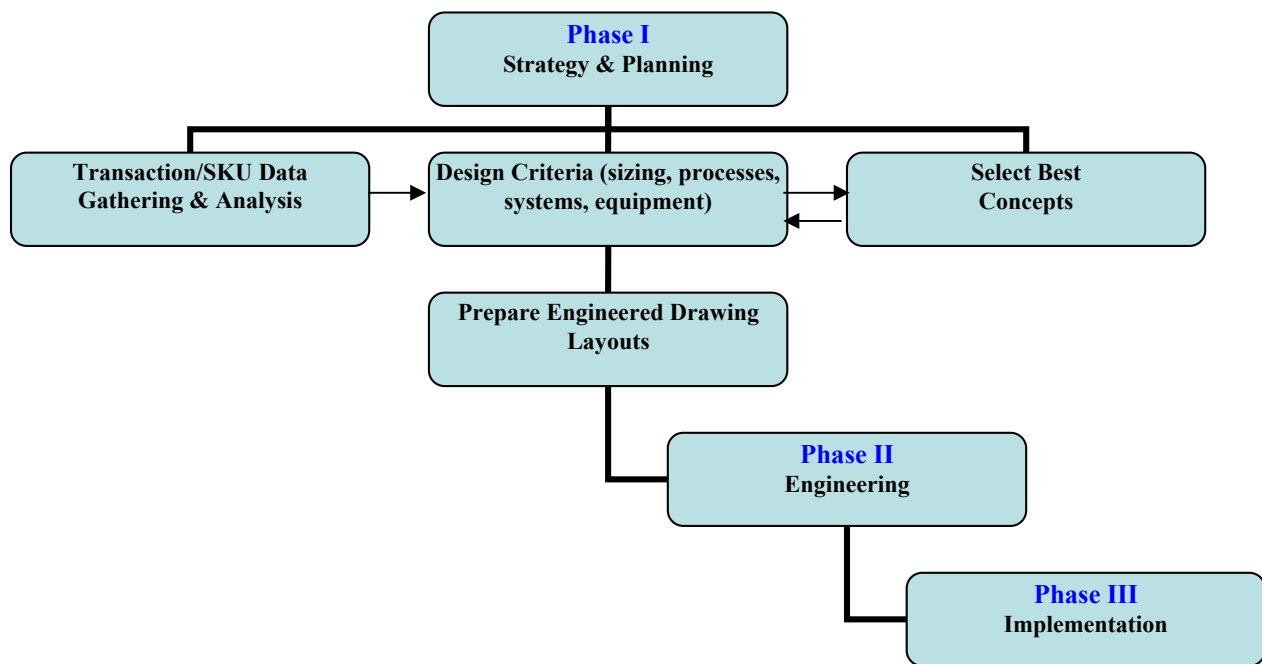 Phase I
Strategy & Planning
Transaction/SKU Data
Gathering & Analysis
Design Criteria (sizing, processes,
systems, equipment)
Select Best
Concepts
Prepare Engineered Drawing
Layouts
Phase II
Engineering
Phase III
Implementation